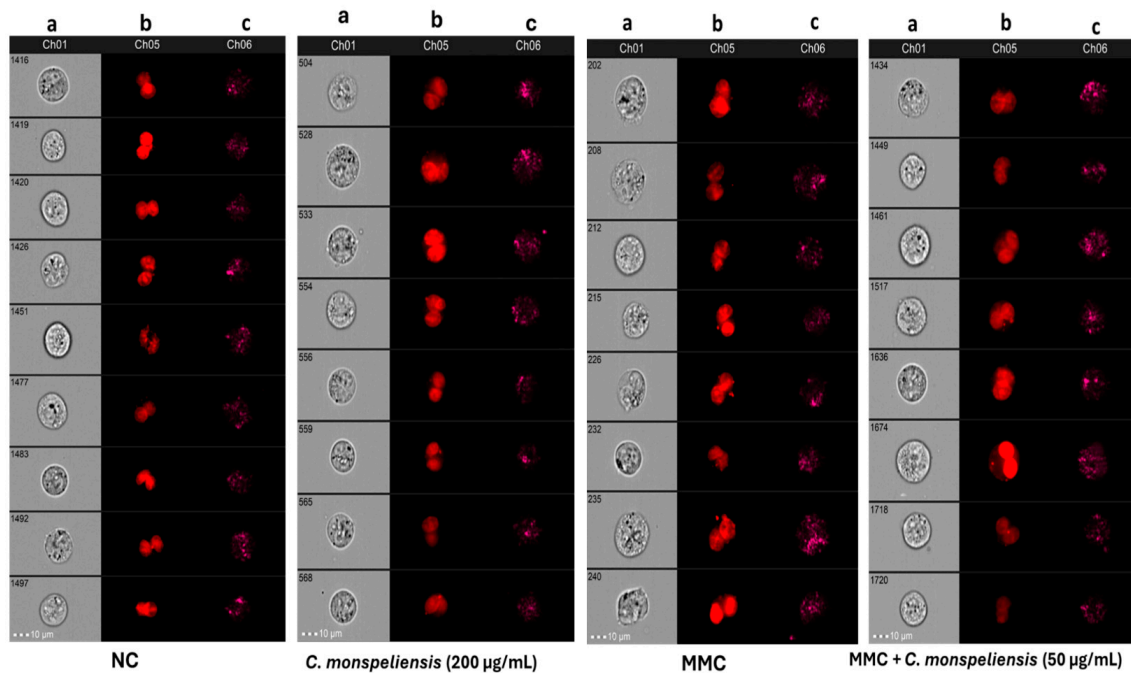 a b c
Ch01 Ch05 Ch06
1416
1419
1420
1426
1451
1477
1483
1492
1497
10 µm
NC
a b c
Ch01 Ch05 Ch06
504
528
533
554
556
559
565
568
10 µm
C. monspeliensis (200 µg/mL)
a b c
Ch01 Ch05 Ch06
202
208
212
215
226
232
235
240
10 µm
MMC
a b c
Ch01 Ch05 Ch06
1434
1449
1461
1517
1636
1674
1718
1720
10 µm
MMC + C. monspeliensis (50 µg/mL)